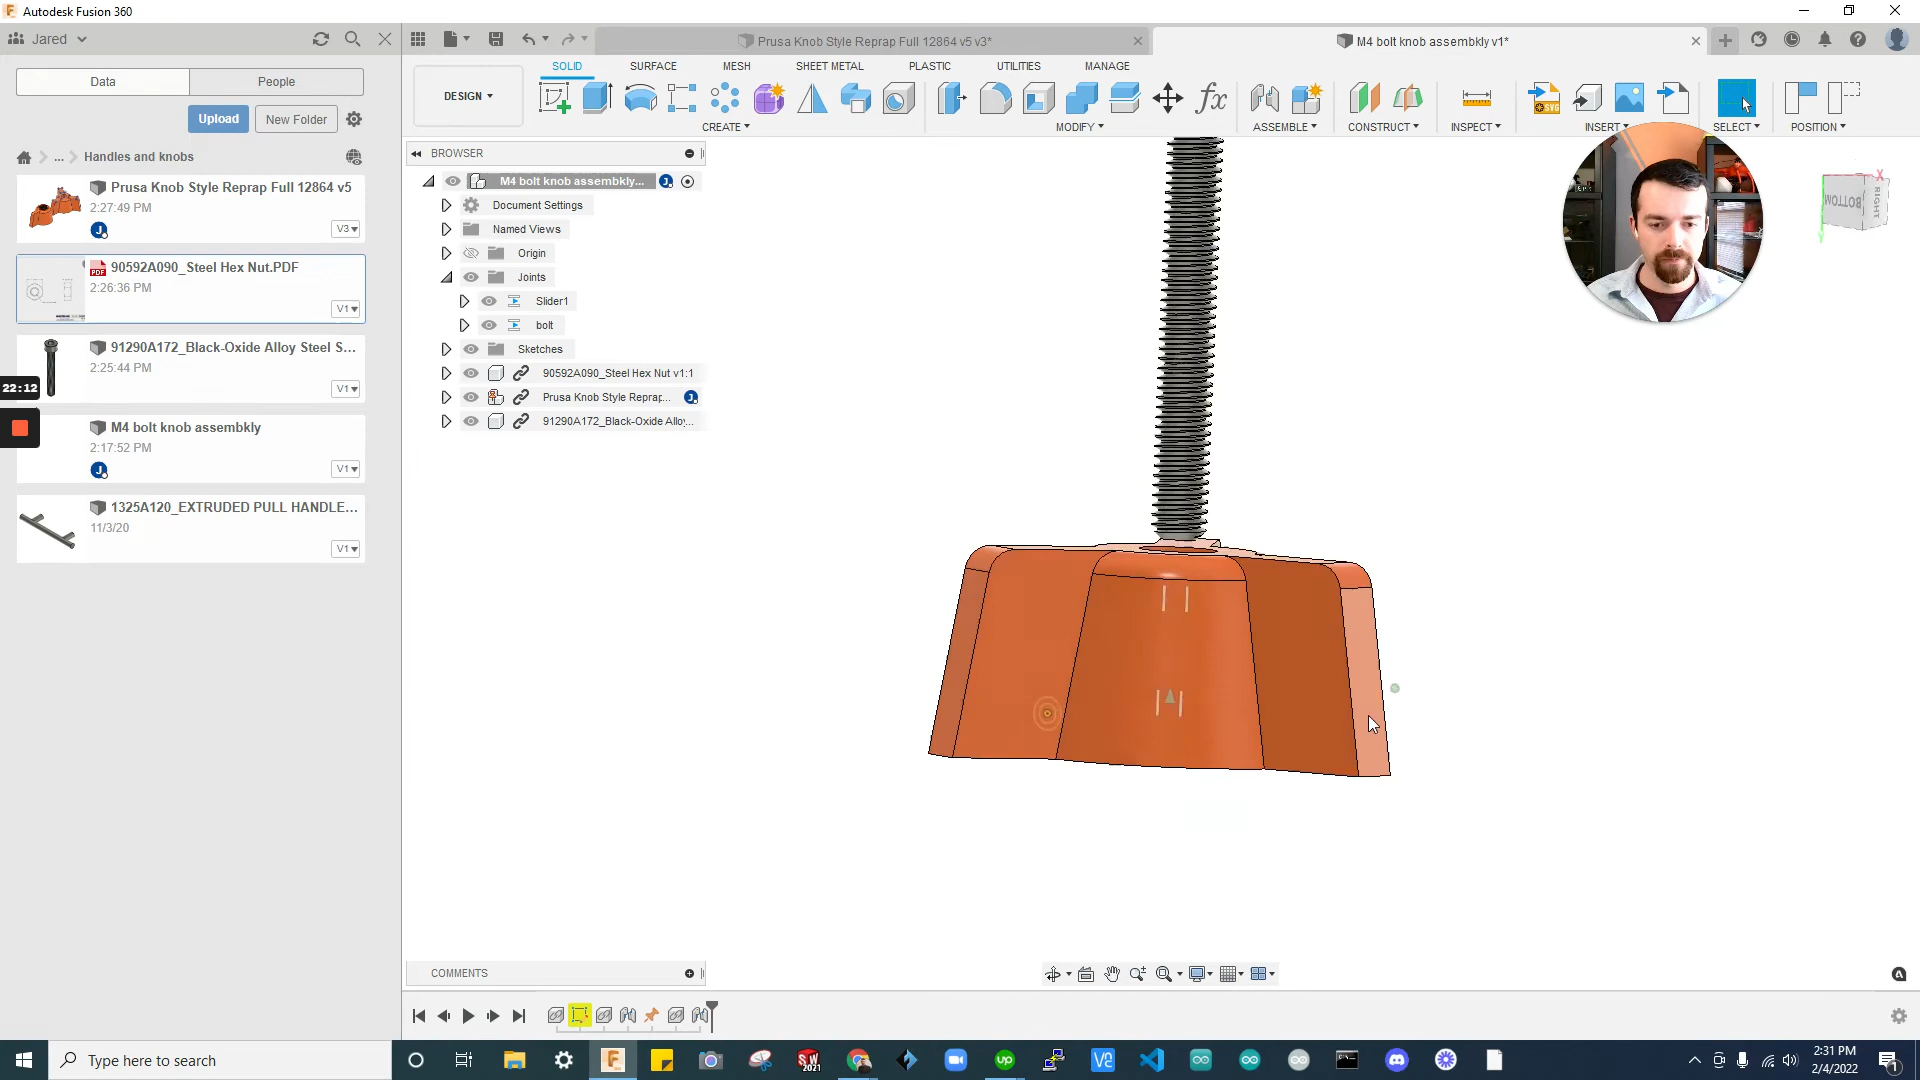 Autodesk Fusion 360
Jared
Prusa Knob Style Reprap Full 12864 v5 v3*
M4 bolt knob assembkly v1*
Data
People
DESIGN
SOLID
SURFACE
MESH
SHEET METAL
PLASTIC
UTILITIES
MANAGE
Upload
New Folder
CREATE
MODIFY
ASSEMBLE
CONSTRUCT
INSPECT
INSERT
SELECT
POSITION
SVG
... Handles and knobs
BROWSER
Prusa Knob Style Reprap Full 12864 v5
2:27:49 PM
J
V3
PDF
90592A090_Steel Hex Nut.PDF
2:26:36 PM
V1
91290A172_Black-Oxide Alloy Steel S...
2:25:44 PM
V1
M4 bolt knob assembkly
2:17:52 PM
J
V1
1325A120_EXTRUDED PULL HANDLE...
11/3/20
V1
22:12
M4 bolt knob assembkly...
J
Document Settings
Named Views
Origin
Joints
Slider1
bolt
Sketches
90592A090_Steel Hex Nut v1:1
Prusa Knob Style Reprap...
J
91290A172_Black-Oxide Alloy...
BOTTOM
RIGHT
X
COMMENTS
Type here to search
SW
2021
up
2:31 PM
2/4/2022
1